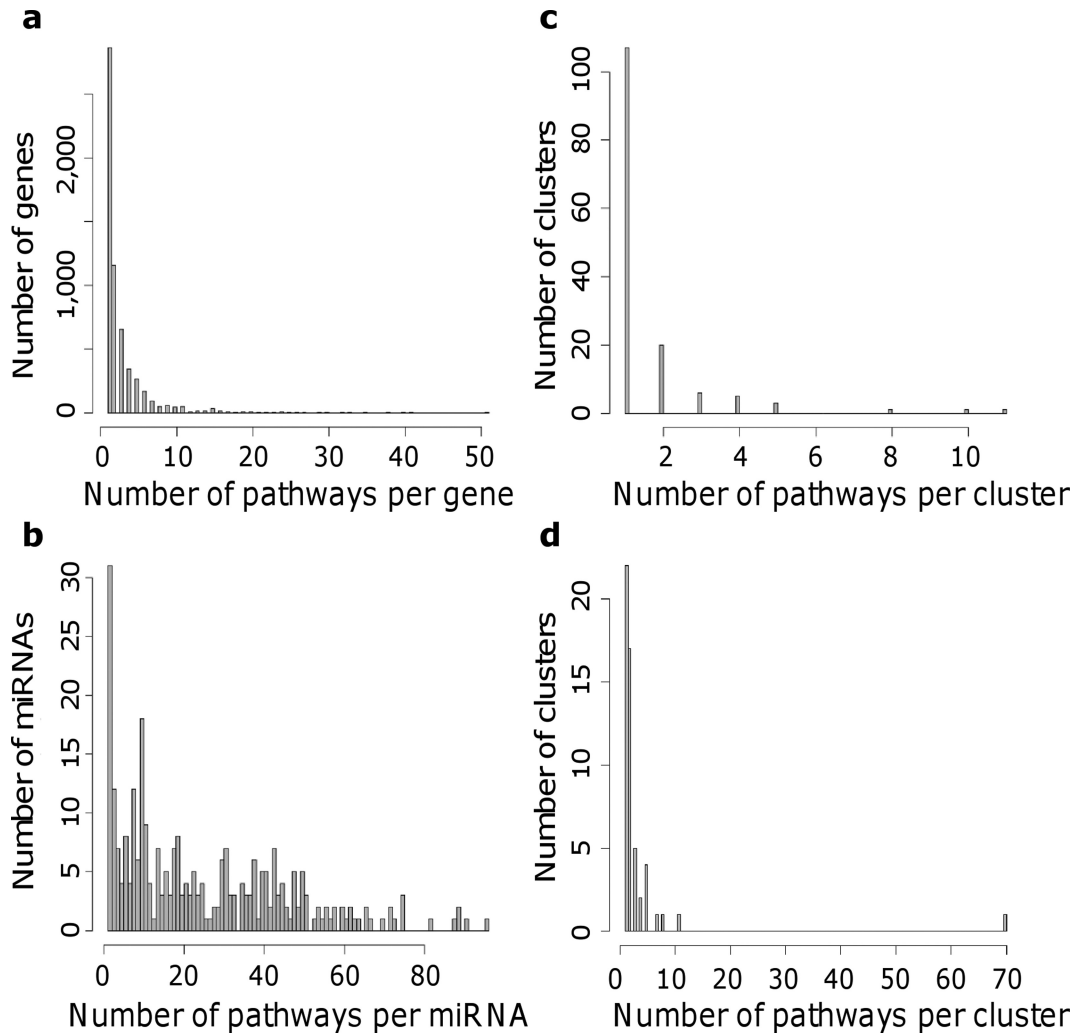 a
Number of genes
0
1,000
2,000
0 10 20 30 40 50
Number of pathways per gene
c
Number of clusters
0
20
40
60
80
100
2 4 6 8 10
Number of pathways per cluster
b
Number of miRNAs
0
5
10
15
20
25
30
0 20 40 60 80
Number of pathways per miRNA
d
Number of clusters
0
5
10
15
20
0 10 20 30 40 50 60 70
Number of pathways per cluster